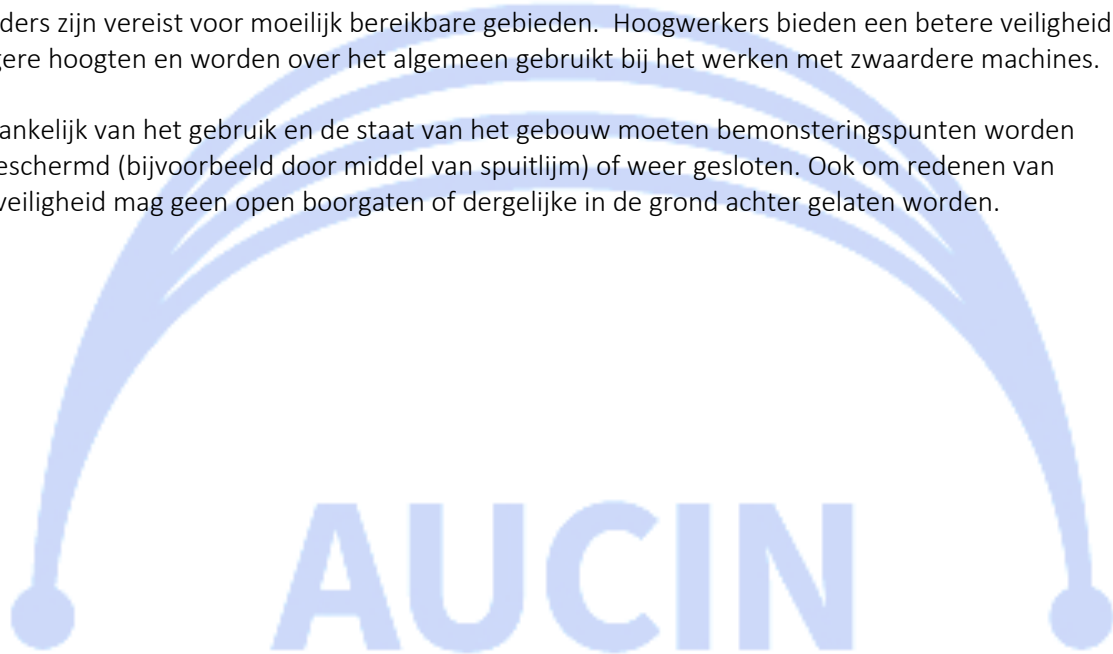 ders zijn vereist voor moeilijk bereikbare gebieden. Hoogwerkers bieden een betere veiligheid
gere hoogten en worden over het algemeen gebruikt bij het werken met zwaardere machines.
ankelijk van het gebruik en de staat van het gebouw moeten bemonsteringspunten worden
eschermd (bijvoorbeeld door middel van spuitlijm) of weer gesloten. Ook om redenen van
veiligheid mag geen open boorgaten of dergelijke in de grond achter gelaten worden.
AUCIN